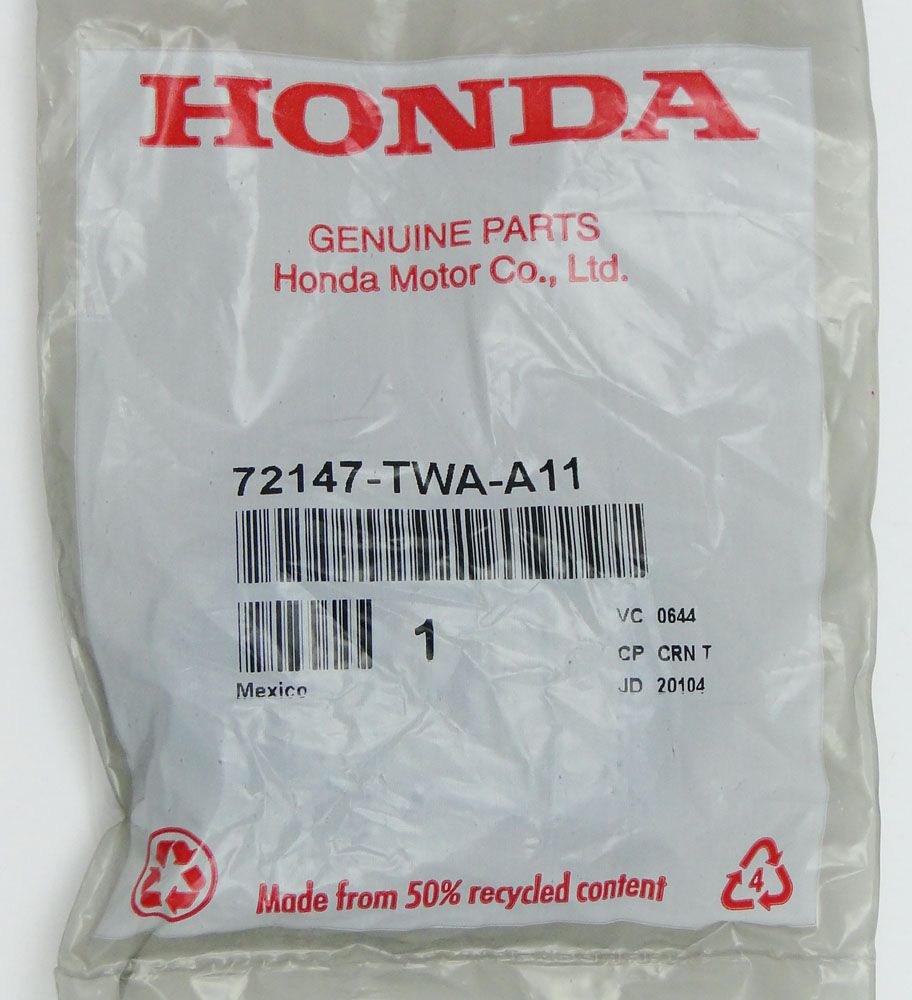 HONDA
GENUINE PARTS
Honda Motor Co., Ltd.
72147-TWA-A11
1
VC 0644
CP CRN T
JD 20104
Mexico
Made from 50% recycled content
4